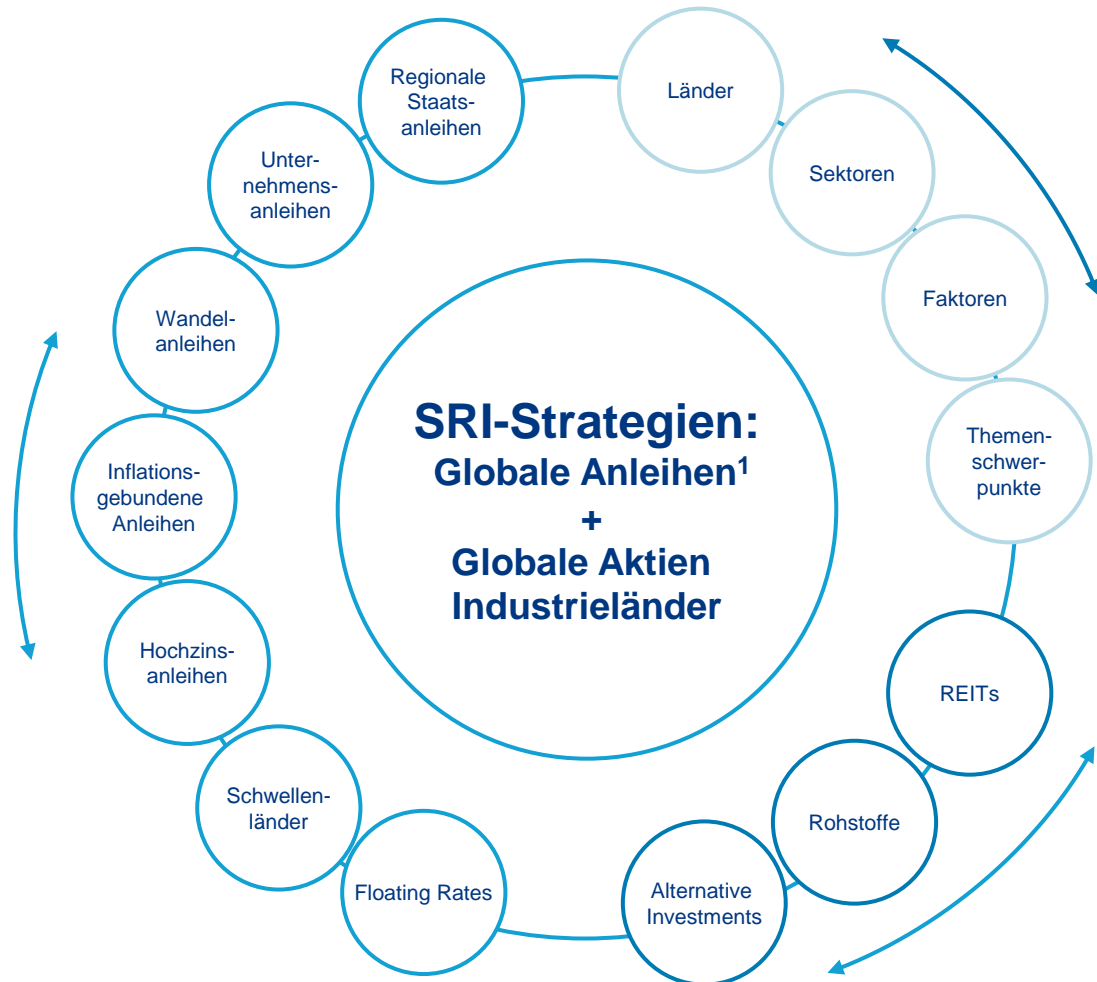 Regionale
Staats-
anleihen
Länder
Unter-
nehmens-
anleihen
Sektoren
Wandel-
anleihen
Faktoren
SRI-Strategien:
Globale Anleihen¹
+
Globale Aktien
Industrieländer
Themen-
schwer-
punkte
Inflations-
gebundene
Anleihen
Hochzins-
anleihen
REITs
Schwellen-
länder
Rohstoffe
Floating Rates
Alternative
Investments